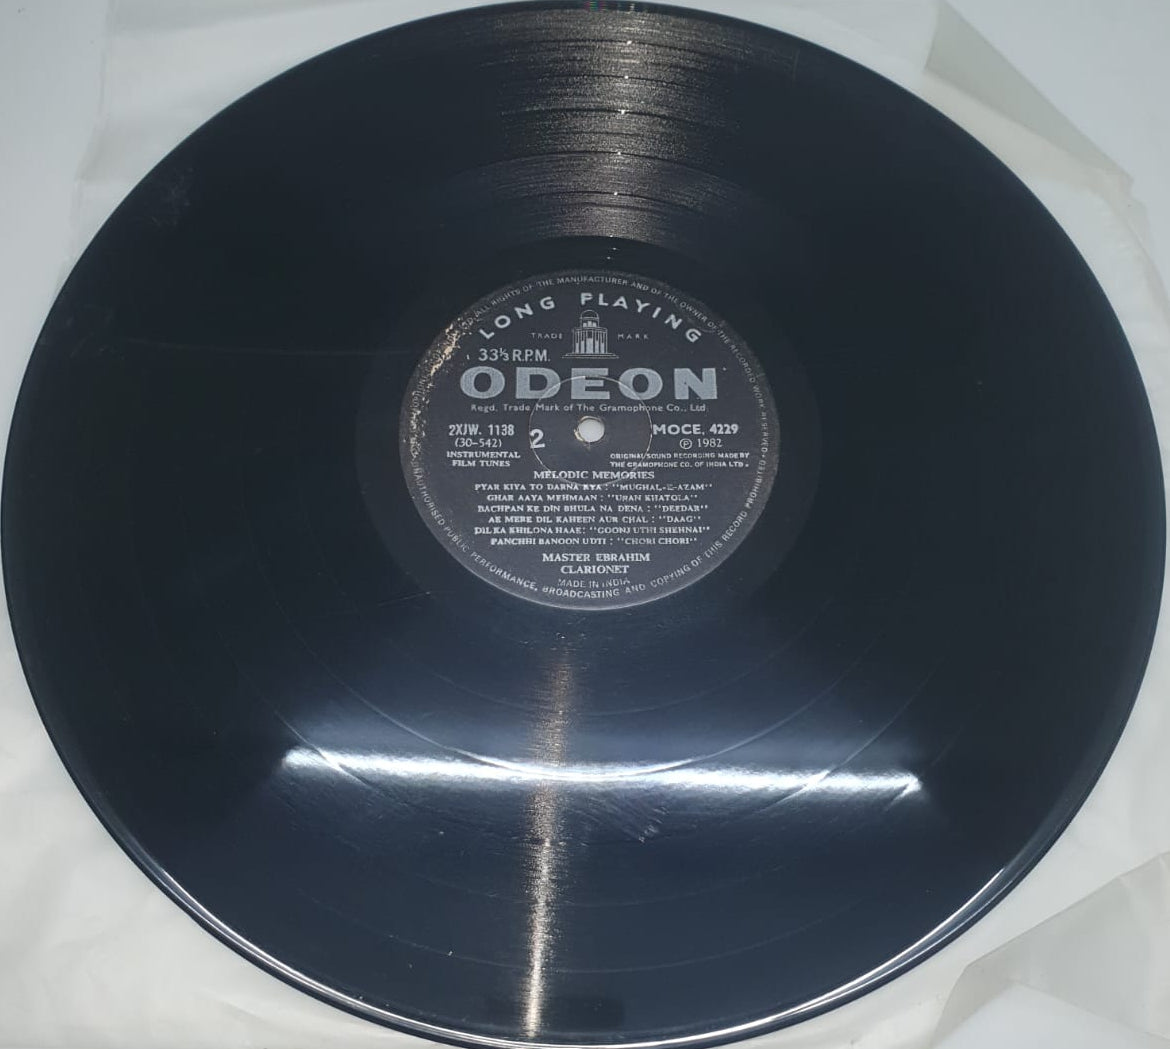 ALL RIGHTS OF THE MANUFACTURER AND OF THE OWNER OF THE RECORDED WORK RESERVED
LONG PLAYING
TRADE MARK
33⅓ R.P.M.
ODEON
Regd. Trade Mark of The Gramophone Co., Ltd.
2XJW. 1138
(30-542)
INSTRUMENTAL
FILM TUNES
2
MOCE. 4229
℗ 1982
ORIGINAL SOUND RECORDING MADE BY
THE GRAMOPHONE CO. OF INDIA LTD.
MELODIC MEMORIES
PYAR KIYA TO DARNA KYA : "MUGHAL-E-AZAM"
GHAR AAYA MEHMAAN : "URAN KHATOLA"
BACHPAN KE DIN BHULA NA DENA : "DEEDAR"
AE MERE DIL KAHEEN AUR CHAL : "DAAG"
DIL KA KHILONA HAAE : "GOONJ UTHI SHEHNAI"
PANCHHI BANOON UDTI : "CHORI CHORI"
MASTER EBRAHIM
CLARIONET
MADE IN INDIA
UNAUTHORISED PUBLIC PERFORMANCE, BROADCASTING AND COPYING OF THIS RECORD PROHIBITED